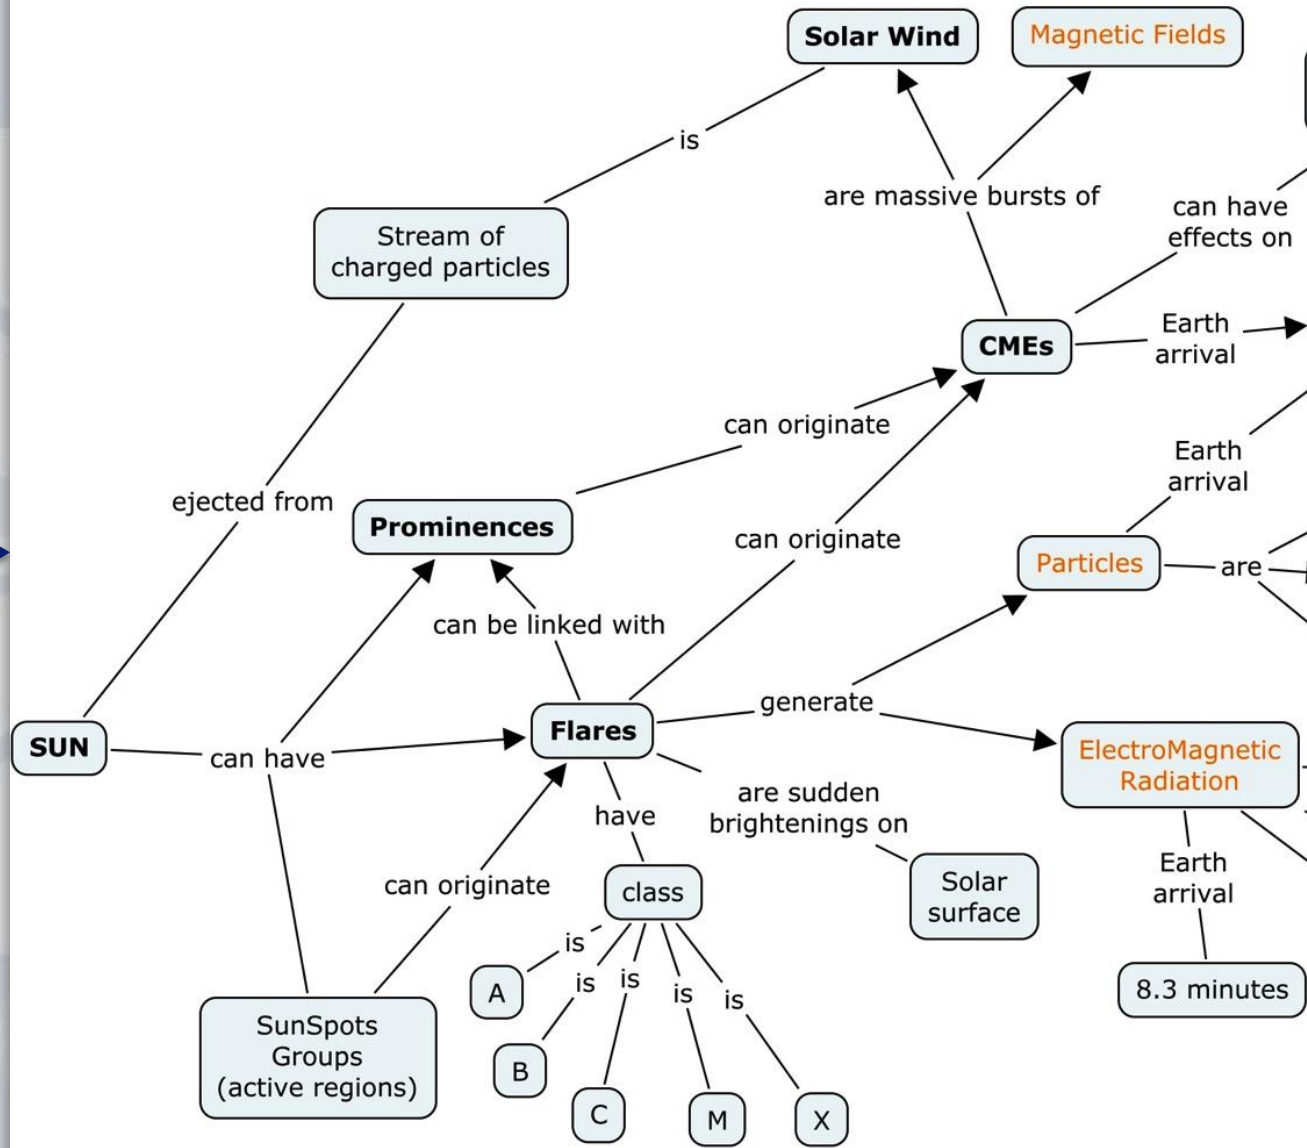 Solar Wind
Magnetic Fields
is
are massive bursts of
can have
effects on
Stream of
charged particles
Earth
arrival
CMEs
can originate
Earth
arrival
ejected from
Prominences
can originate
Particles
are
can be linked with
generate
Flares
SUN
can have
ElectroMagnetic
Radiation
are sudden
brightenings on
have
Earth
arrival
can originate
class
Solar
surface
is
is
is
is
is
A
8.3 minutes
SunSpots
Groups
(active regions)
B
C
M
X